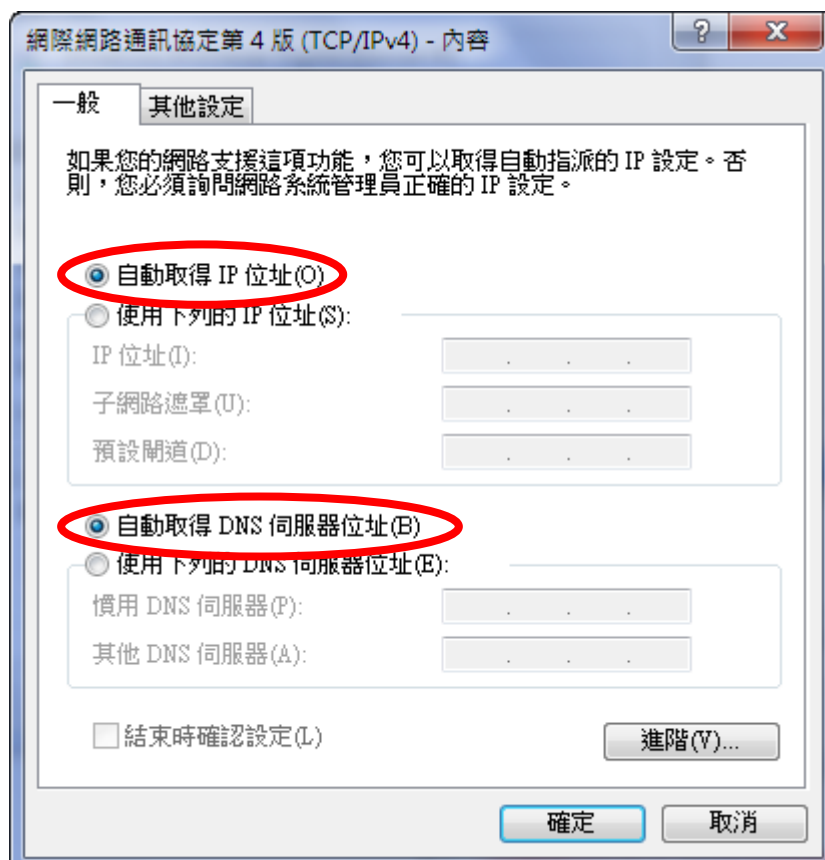 網際網路通訊協定第 4 版 (TCP/IPv4) - 內容
一般
其他設定
如果您的網路支援這項功能，您可以取得自動指派的 IP 設定。否
則，您必須詢問網路系統管理員正確的 IP 設定。
自動取得 IP 位址(O)
使用下列的 IP 位址(S):
IP 位址(I):
子網路遮罩(U):
預設閘道(D):
自動取得 DNS 伺服器位址(B)
使用下列的 DNS 伺服器位址(E):
慣用 DNS 伺服器(P):
其他 DNS 伺服器(A):
結束時確認設定(L)
進階(V)...
確定
取消